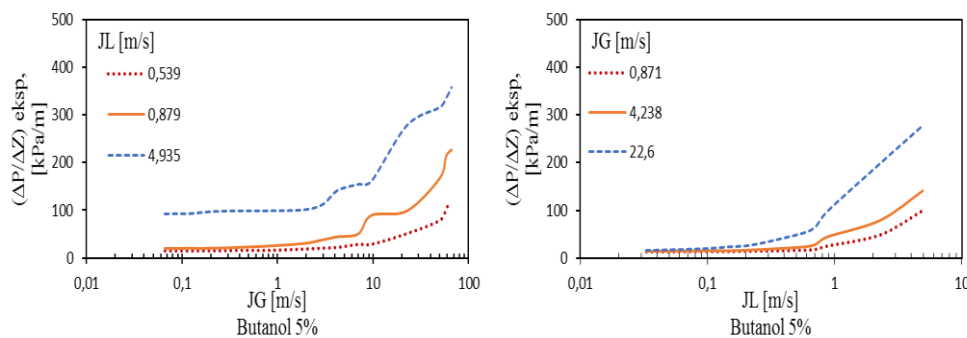 (ΔP/ΔZ) eksp,
[kPa/m]
500
400
300
200
100
0
JL [m/s]
0,539
0,879
4,935
0,01
0,1
1
10
100
JG [m/s]
Butanol 5%
(ΔP/ΔZ) eksp,
[kPa/m]
500
400
300
200
100
0
JG [m/s]
0,871
4,238
22,6
0,01
0,1
1
10
JL [m/s]
Butanol 5%